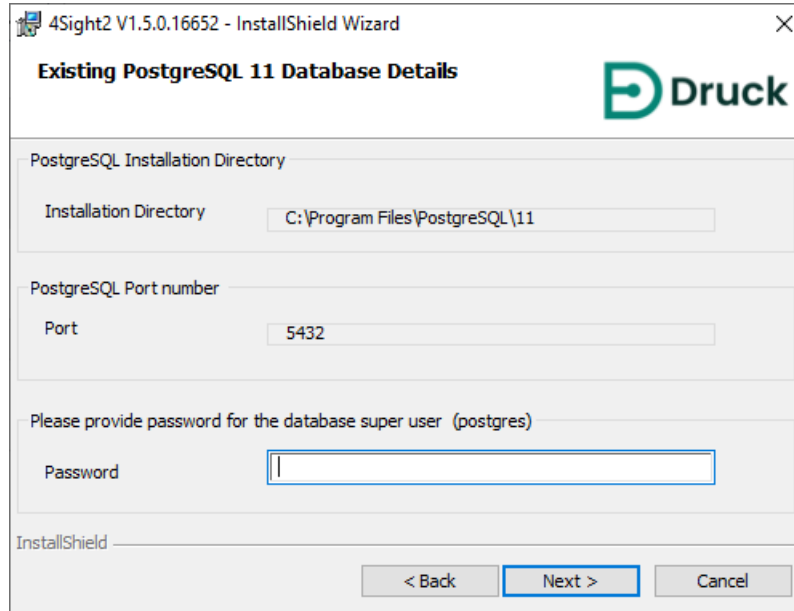 4Sight2 V1.5.0.16652 - InstallShield Wizard
Existing PostgreSQL 11 Database Details
Druck
PostgreSQL Installation Directory
Installation Directory
C:\Program Files\PostgreSQL\11
PostgreSQL Port number
Port
5432
Please provide password for the database super user (postgres)
Password
InstallShield
< Back
Next >
Cancel